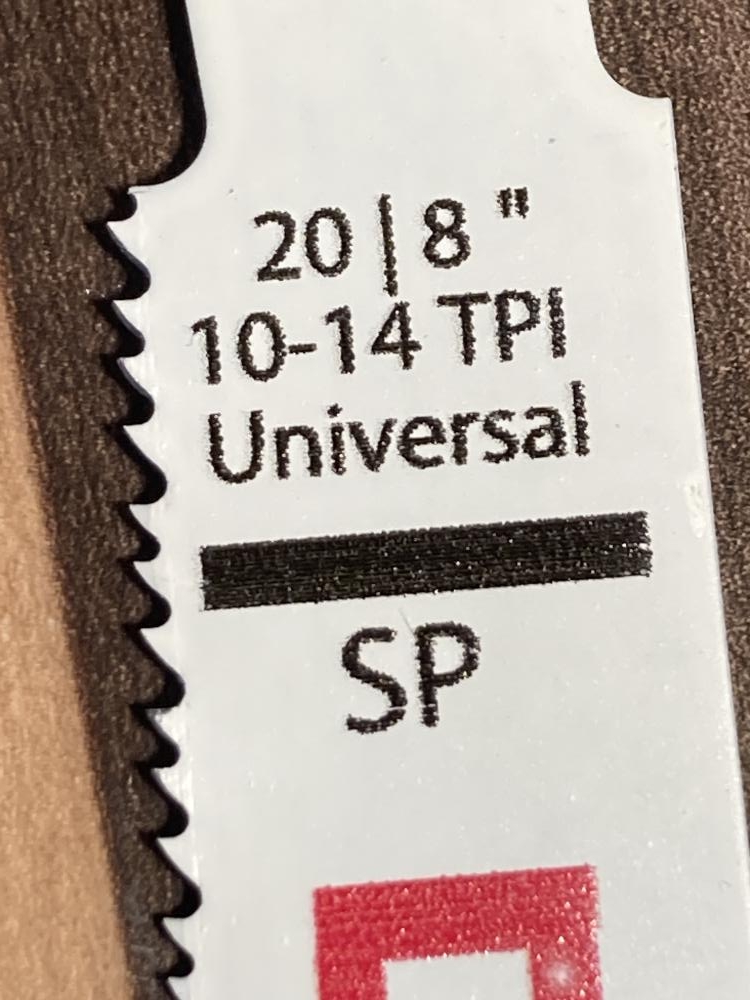 20 | 8 "
10-14 TPI
Universal
SP